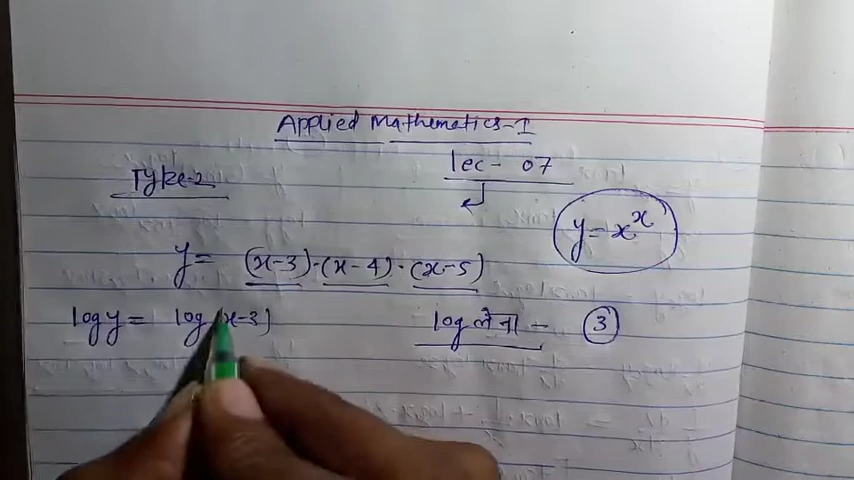 Applied Mathematics-I
lec - 07
Type-2
y = x^x
y = (x-3)·(x-4)·(x-5)
log y = log (x-3)
log लेना - 3